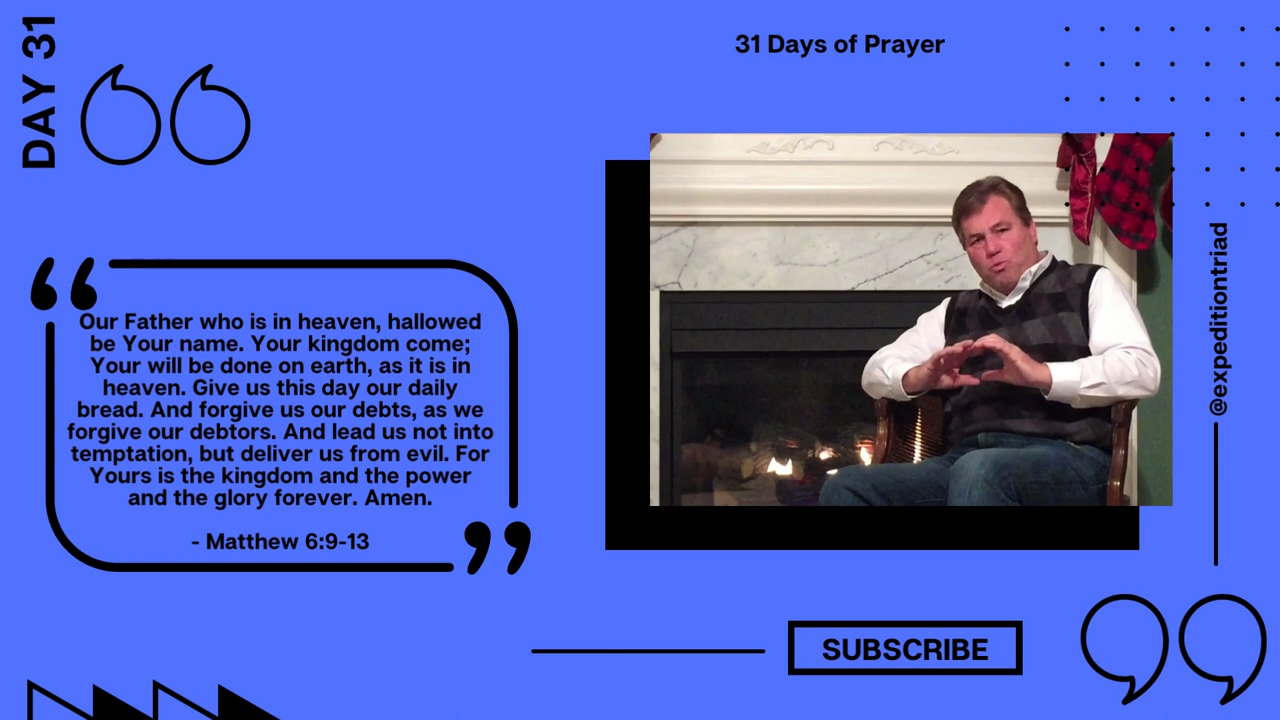 DAY 31
31 Days of Prayer
Our Father who is in heaven, hallowed
be Your name. Your kingdom come;
Your will be done on earth, as it is in
heaven. Give us this day our daily
bread. And forgive us our debts, as we
forgive our debtors. And lead us not into
temptation, but deliver us from evil. For
Yours is the kingdom and the power
and the glory forever. Amen.
- Matthew 6:9-13
@expeditiontriad
SUBSCRIBE